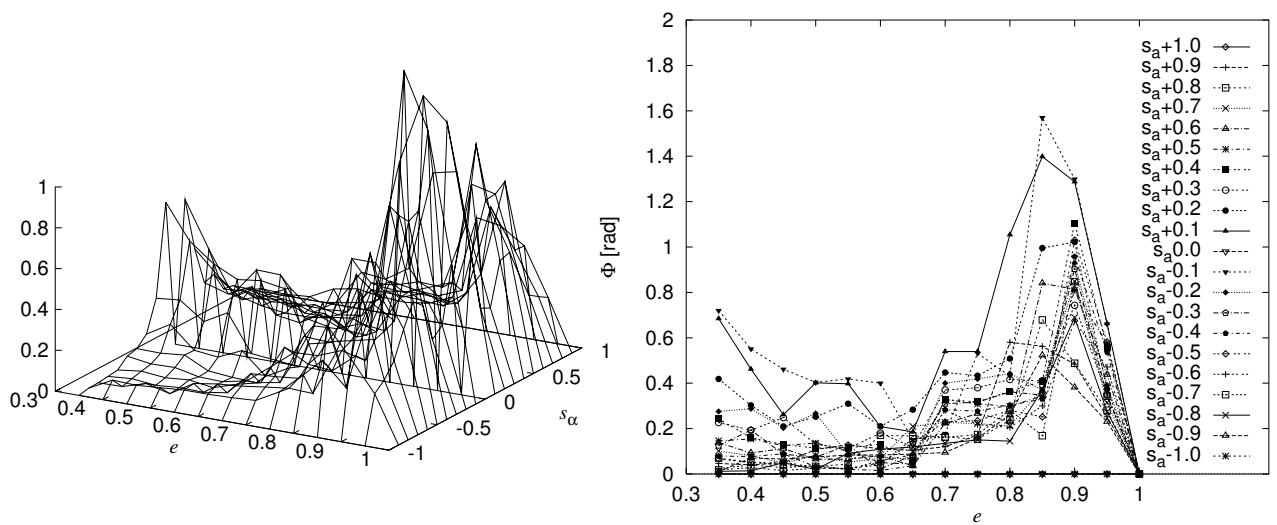 1
0.8
0.6
0.4
0.2
0
0.3
0.4
0.5
0.6
0.7
0.8
0.9
1
e
-1
-0.5
0
0.5
1
sα
2
1.8
1.6
1.4
1.2
1
0.8
0.6
0.4
0.2
0
Φ [rad]
0.3 0.4 0.5 0.6 0.7 0.8 0.9 1
e
sa+1.0
sa+0.9
sa+0.8
sa+0.7
sa+0.6
sa+0.5
sa+0.4
sa+0.3
sa+0.2
sa+0.1
sa0.0
sa-0.1
sa-0.2
sa-0.3
sa-0.4
sa-0.5
sa-0.6
sa-0.7
sa-0.8
sa-0.9
sa-1.0